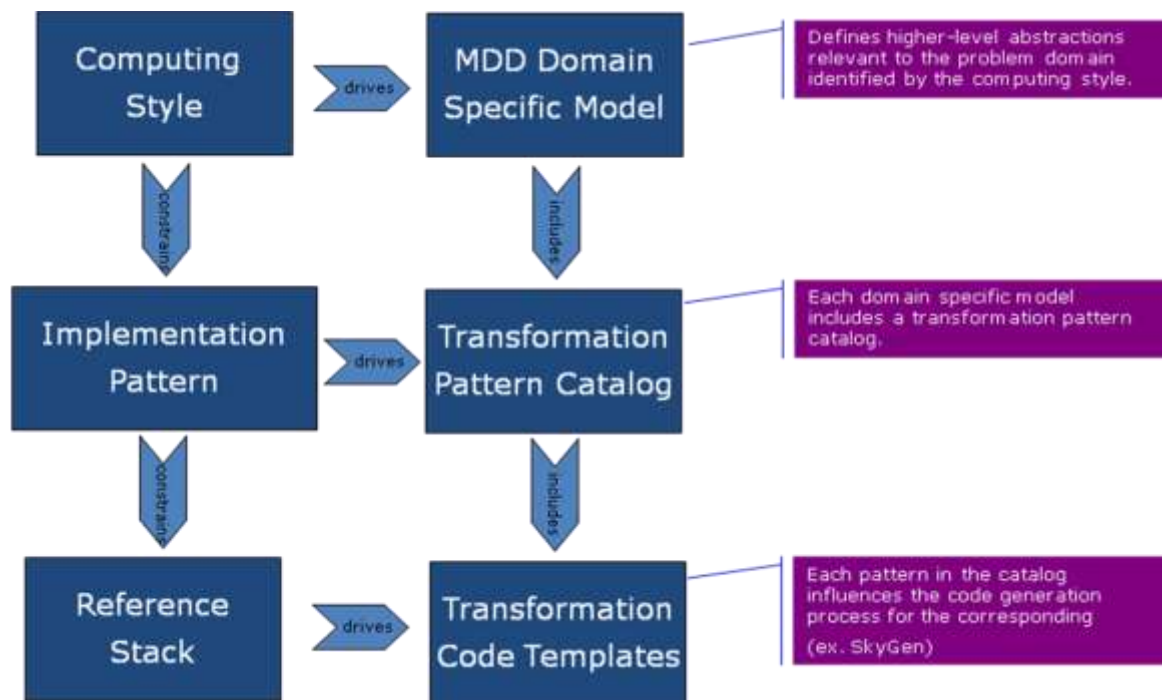 Computing
Style
drives
MDD Domain
Specific Model
Defines higher-level abstractions
relevant to the problem domain
identified by the computing style.
constrains
includes
Implementation
Pattern
drives
Transformation
Pattern Catalog
Each domain specific model
includes a transformation pattern
catalog.
constrains
includes
Reference
Stack
drives
Transformation
Code Templates
Each pattern in the catalog
influences the code generation
process for the corresponding
(ex. SkyGen)